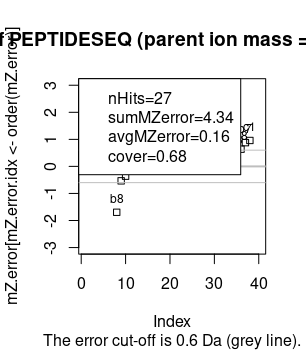 f PEPTIDESEQ (parent ion mass =
mZ.error[mZ.error.idx <- order(mZ.error)]
3
2
1
0
-1
-2
-3
nHits=27
sumMZerror=4.34
avgMZerror=0.16
cover=0.68
b8
0
10
20
30
40
Index
The error cut-off is 0.6 Da (grey line).